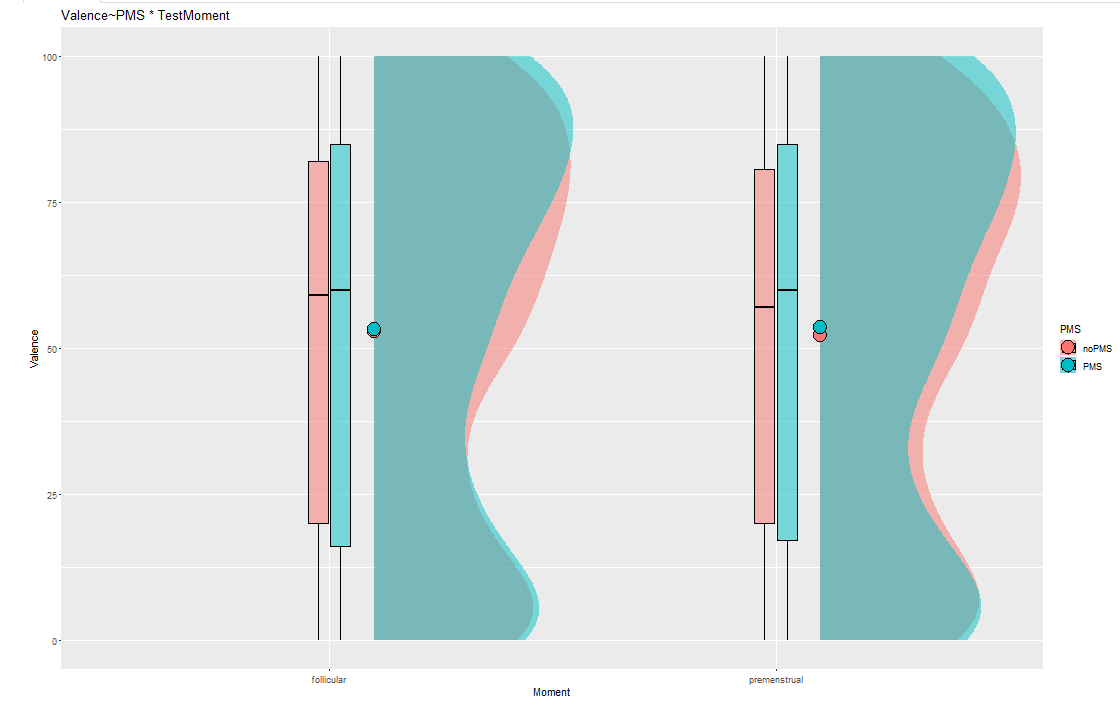 Valence~PMS * TestMoment
100
75
50
25
0
Valence
follicular
premenstrual
Moment
PMS
noPMS
PMS